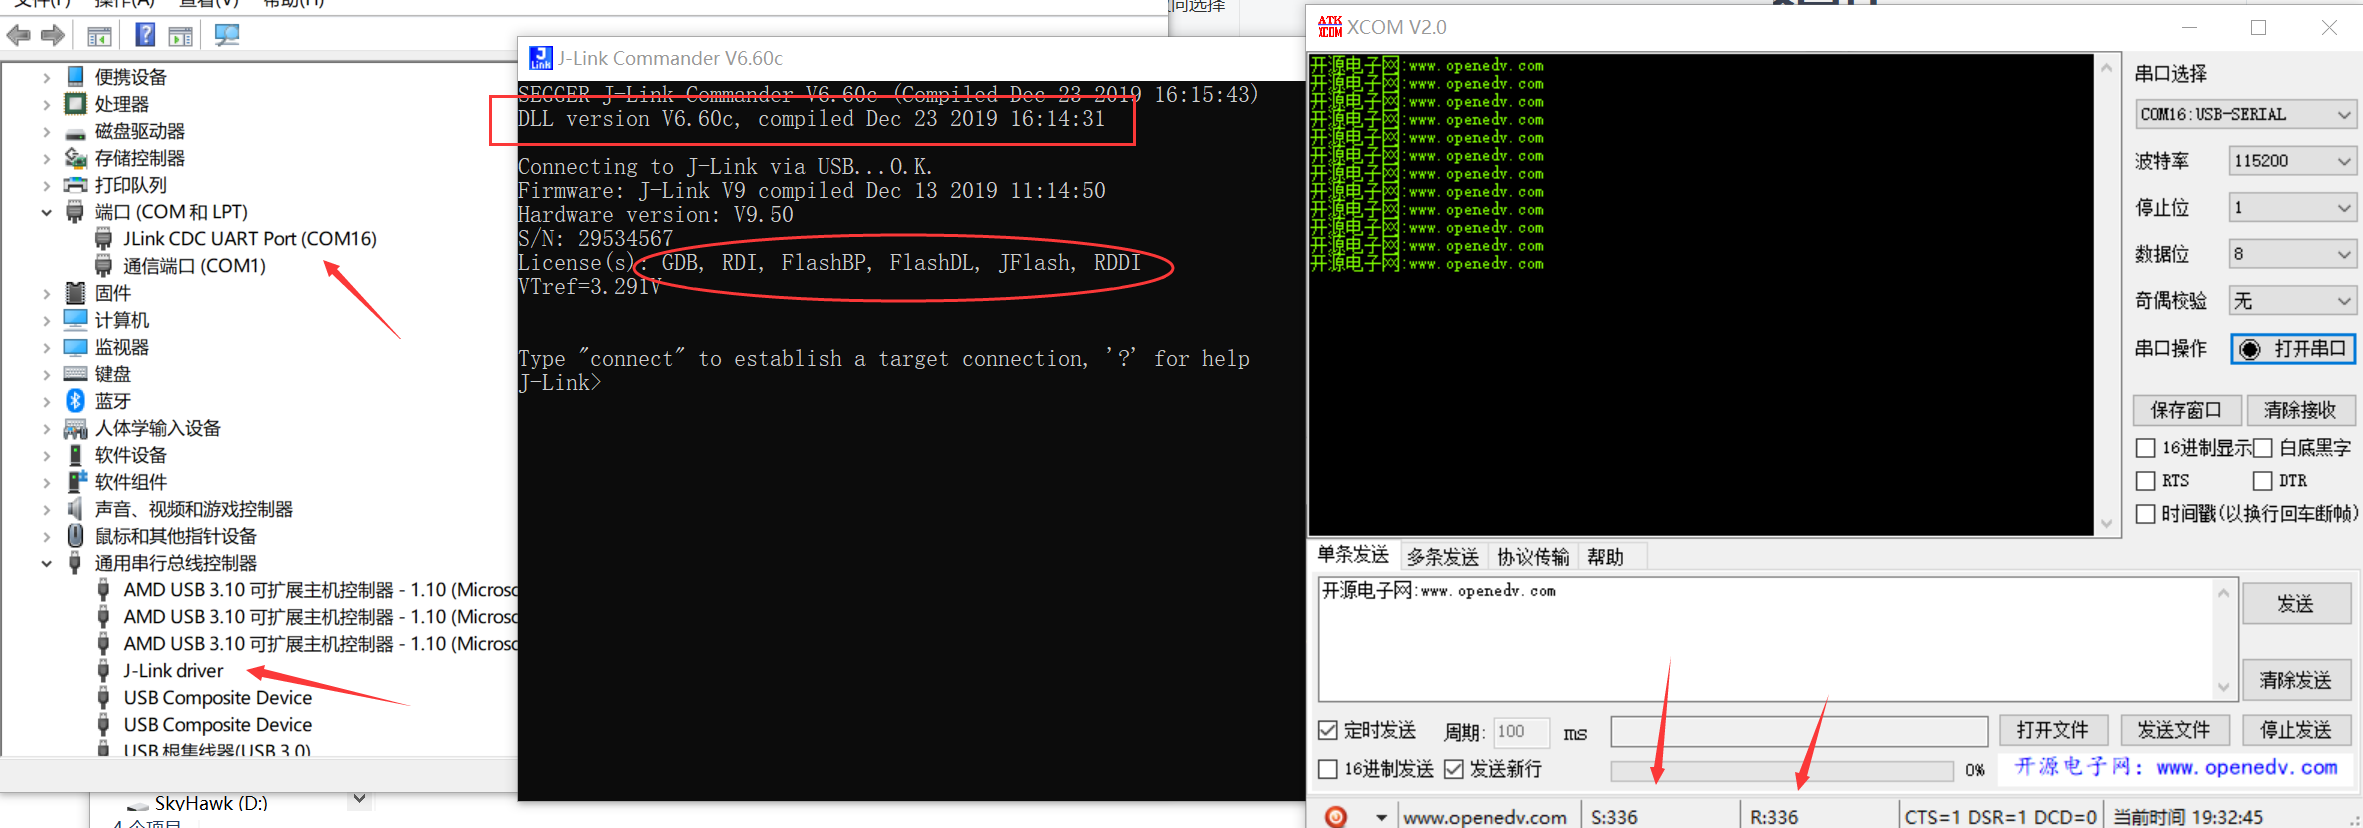 文件(F) 操作(A) 查看(V) 帮助(H)
便携设备
处理器
磁盘驱动器
存储控制器
打印队列
端口 (COM 和 LPT)
JLink CDC UART Port (COM16)
通信端口 (COM1)
固件
计算机
监视器
键盘
蓝牙
人体学输入设备
软件设备
软件组件
声音、视频和游戏控制器
鼠标和其他指针设备
通用串行总线控制器
AMD USB 3.10 可扩展主机控制器 - 1.10 (Microsc
AMD USB 3.10 可扩展主机控制器 - 1.10 (Microsc
AMD USB 3.10 可扩展主机控制器 - 1.10 (Microsc
J-Link driver
USB Composite Device
USB Composite Device
USB 根集线器(USB 3.0)
SkyHawk (D:)
4 个项目
向选择
J-Link Commander V6.60c
SEGGER J-Link Commander V6.60c (Compiled Dec 23 2019 16:15:43)
DLL version V6.60c, compiled Dec 23 2019 16:14:31
Connecting to J-Link via USB...O.K.
Firmware: J-Link V9 compiled Dec 13 2019 11:14:50
Hardware version: V9.50
S/N: 29534567
License(s): GDB, RDI, FlashBP, FlashDL, JFlash, RDDI
VTref=3.291V
Type "connect" to establish a target connection, '?' for help
J-Link>
ATK XCOM XCOM V2.0
开源电子网:www.openedv.com
开源电子网:www.openedv.com
开源电子网:www.openedv.com
开源电子网:www.openedv.com
开源电子网:www.openedv.com
开源电子网:www.openedv.com
开源电子网:www.openedv.com
开源电子网:www.openedv.com
开源电子网:www.openedv.com
开源电子网:www.openedv.com
开源电子网:www.openedv.com
开源电子网:www.openedv.com
串口选择
COM16:USB-SERIAL
波特率 115200
停止位 1
数据位 8
奇偶校验 无
串口操作 打开串口
保存窗口 清除接收
16进制显示 白底黑字
RTS DTR
时间戳(以换行回车断帧)
单条发送 多条发送 协议传输 帮助
开源电子网:www.openedv.com
发送
清除发送
定时发送 周期: 100 ms 打开文件 发送文件 停止发送
16进制发送 发送新行 0% 开源电子网: www.openedv.com
www.openedv.com S:336 R:336 CTS=1 DSR=1 DCD=0 当前时间 19:32:45